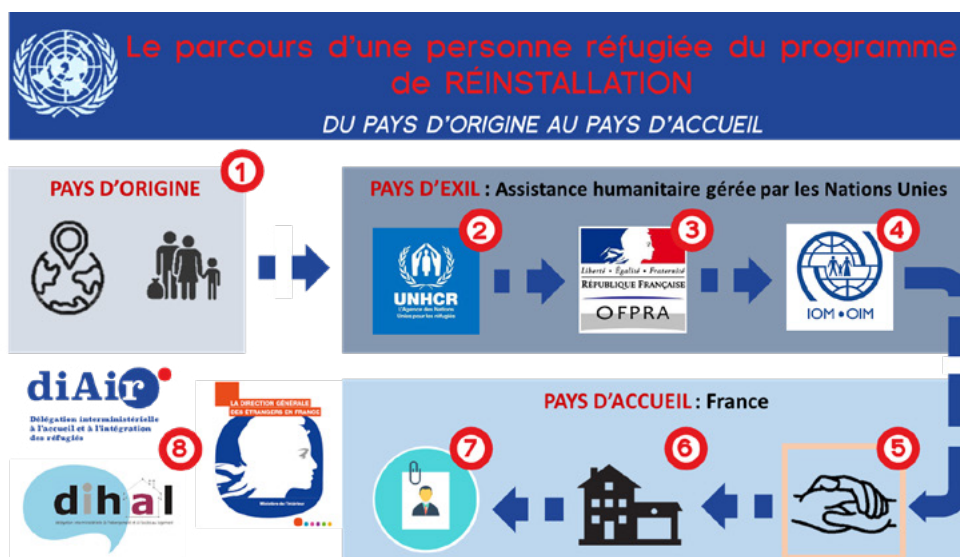 Le parcours d'une personne réfugiée du programme
de RÉINSTALLATION
DU PAYS D'ORIGINE AU PAYS D'ACCUEIL
PAYS D'ORIGINE
1
PAYS D'EXIL : Assistance humanitaire gérée par les Nations Unies
2
3
4
UNHCR
L'Agence des Nations
Unies pour les réfugiés
Liberté • Égalité • Fraternité
RÉPUBLIQUE FRANÇAISE
OFPRA
IOM • OIM
diAir
Délégation interministérielle
à l'accueil et à l'intégration
des réfugiés
LA DIRECTION GÉNÉRALE
DES ÉTRANGERS EN FRANCE
Ministère de l'Intérieur
8
dihal
PAYS D'ACCUEIL : France
7
6
5